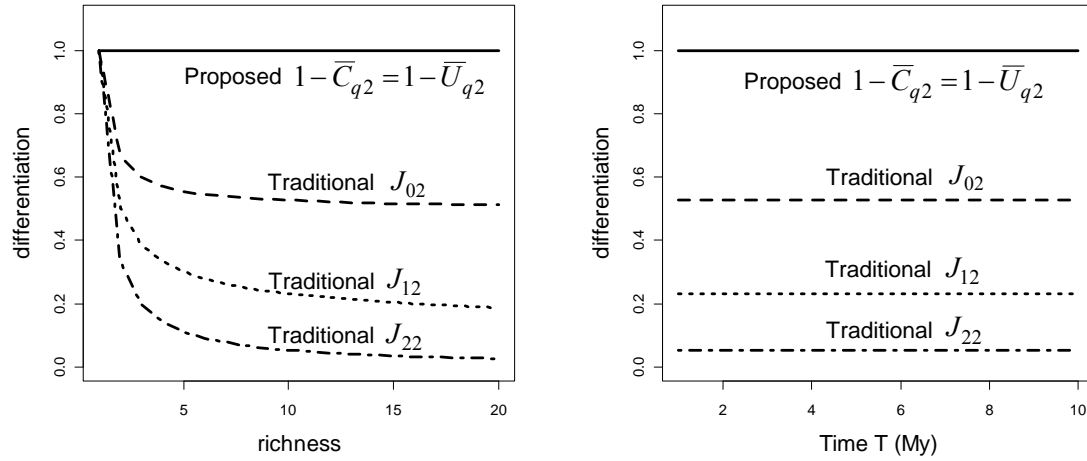 1.0
0.8
0.6
0.4
0.2
0.0
differentiation
Proposed 1 − C̅q2 = 1 − U̅q2
Traditional J02
Traditional J12
Traditional J22
5 10 15 20
richness
1.0
0.8
0.6
0.4
0.2
0.0
differentiation
Proposed 1 − C̅q2 = 1 − U̅q2
Traditional J02
Traditional J12
Traditional J22
2 4 6 8 10
Time T (My)